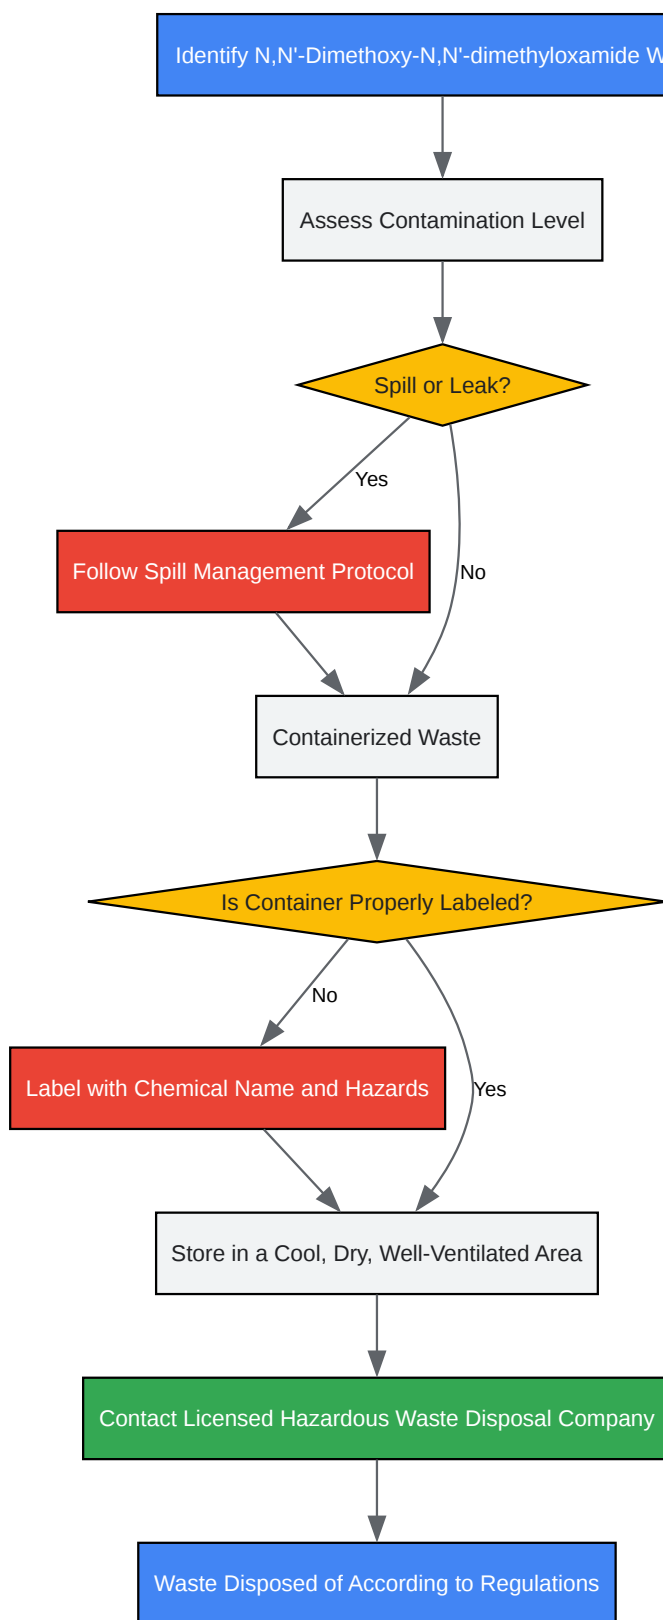 Identify N,N'-Dimethoxy-N,N'-dimethyloxamide
Assess Contamination Level
Spill or Leak?
Yes
Follow Spill Management Protocol
No
Containerized Waste
Is Container Properly Labeled?
No
Label with Chemical Name and Hazards
Yes
Store in a Cool, Dry, Well-Ventilated Area
Contact Licensed Hazardous Waste Disposal Company
Waste Disposed of According to Regulations